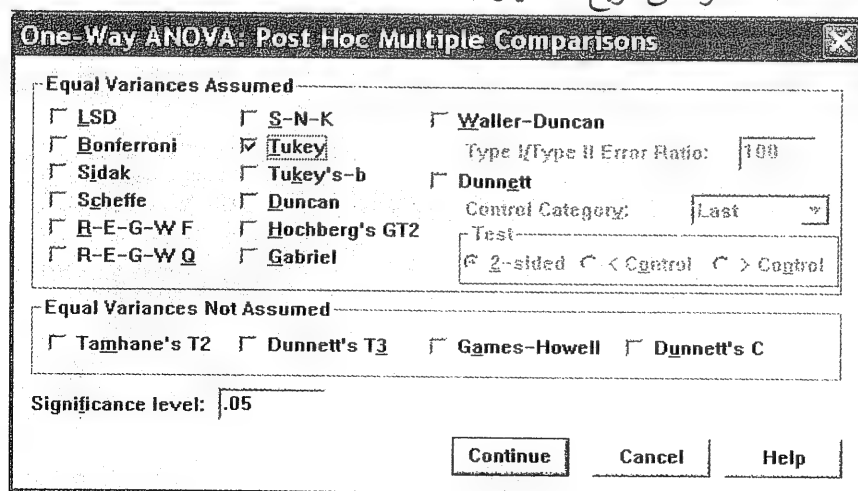 One-Way ANOVA: Post Hoc Multiple Comparisons
Equal Variances Assumed
LSD S-N-K Waller-Duncan
Bonferroni Tukey Type I/Type II Error Ratio: 100
Sidak Tukey's-b Dunnett
Scheffe Duncan Control Category: Last
R-E-G-W F Hochberg's GT2 Test
R-E-G-W Q Gabriel 2-sided < Control > Control
Equal Variances Not Assumed
Tamhane's T2 Dunnett's T3 Games-Howell Dunnett's C
Significance level: .05
Continue Cancel Help